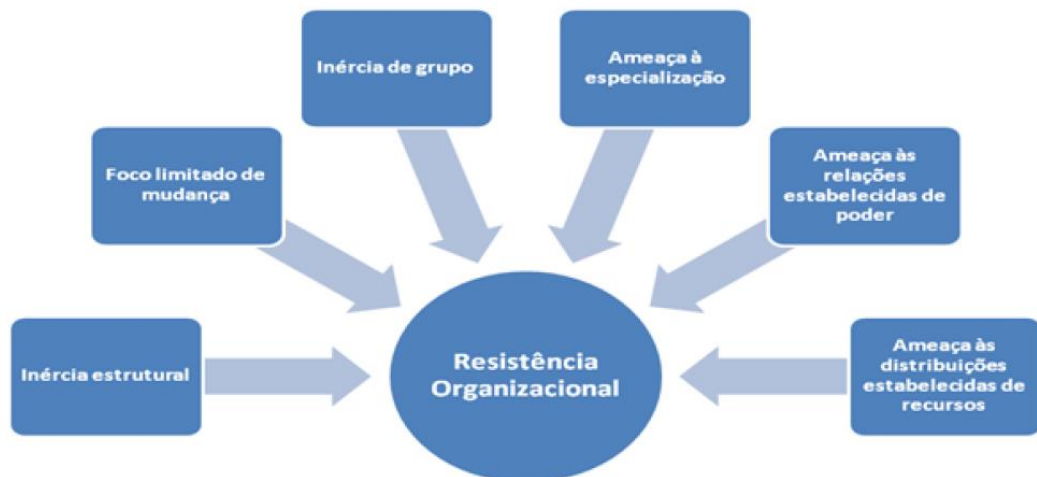 Inércia de grupo
Ameaça à
especialização
Foco limitado de
mudança
Ameaça às
relações
estabelecidas de
poder
Inércia estrutural
Resistência
Organizacional
Ameaça às
distribuições
estabelecidas de
recursos